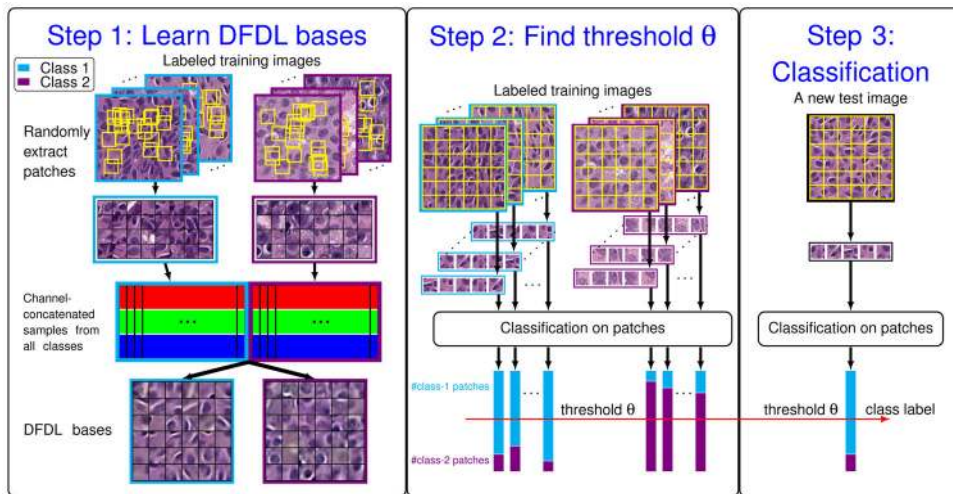 Step 1: Learn DFDL bases
Labeled training images
Class 1
Class 2
Randomly
extract
patches
Channel-
concatenated
samples from
all classes
...
DFDL bases
Step 2: Find threshold θ
Labeled training images
...
Classification on patches
#class-1 patches
...
...
threshold θ
#class-2 patches
Step 3:
Classification
A new test image
Classification on patches
threshold θ
class label